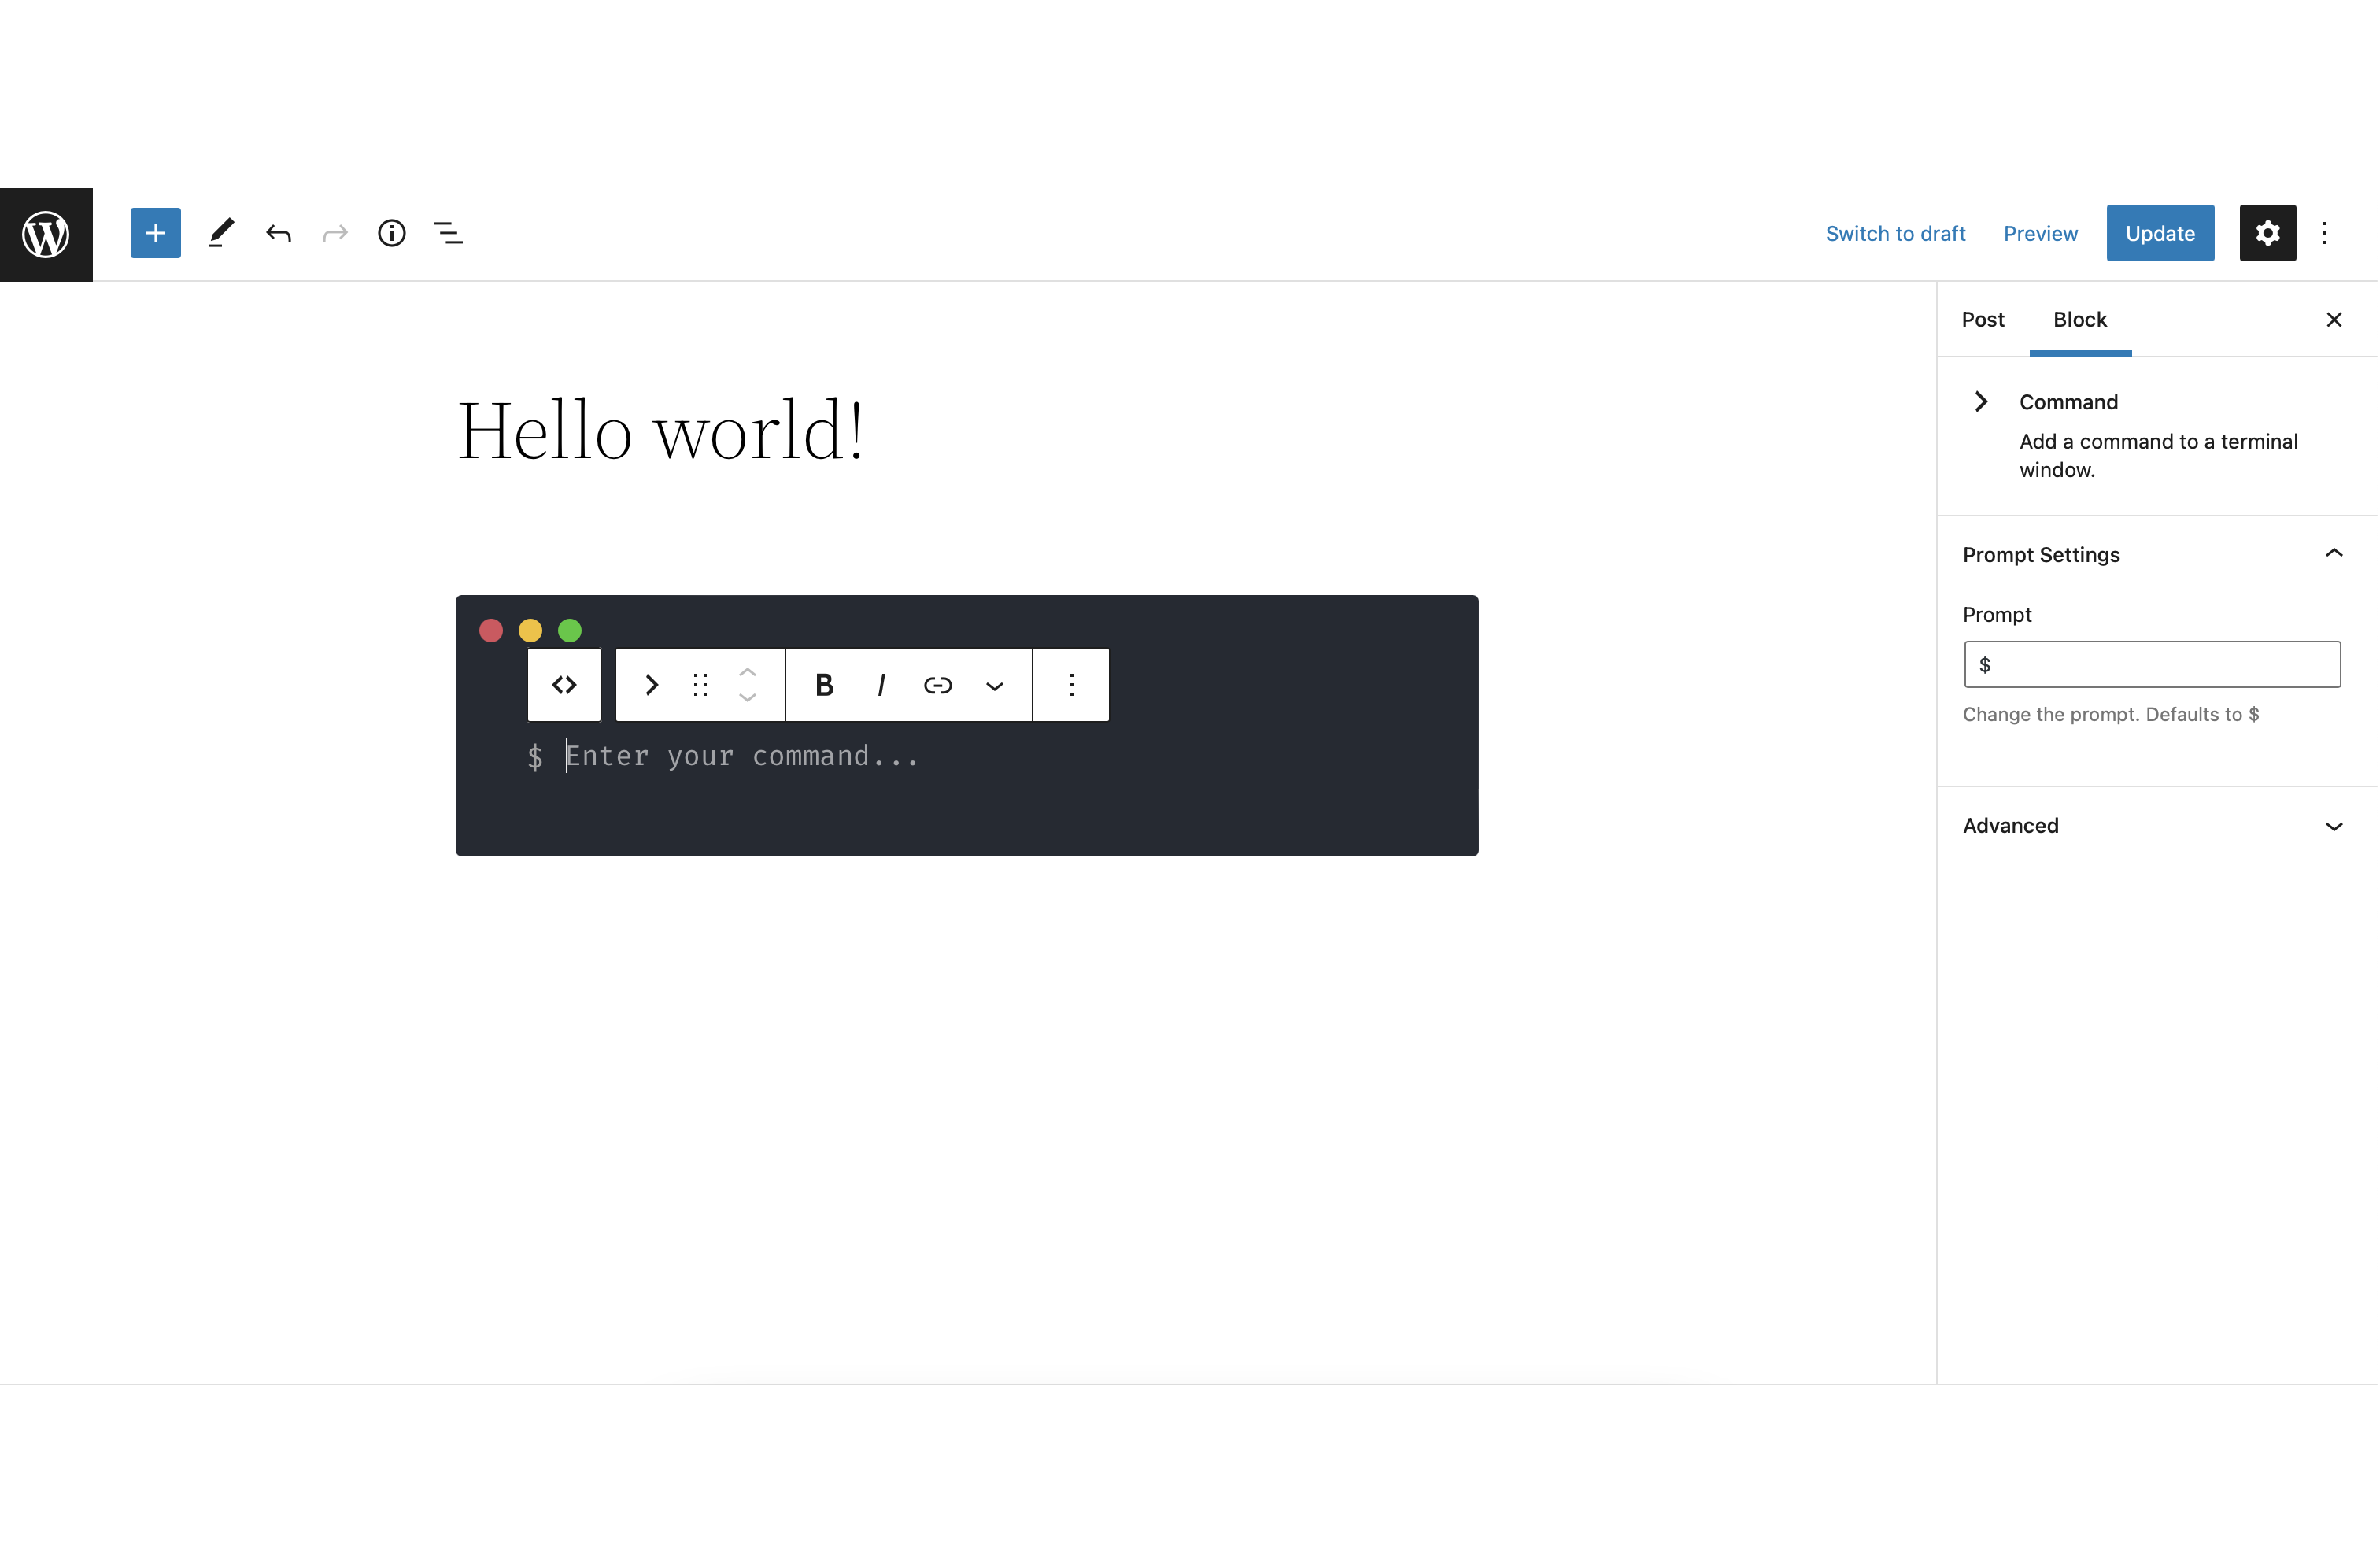 Switch to draft
Preview
Update
Post
Block
Hello world!
Command
Add a command to a terminal
window.
Prompt Settings
Prompt
$
Change the prompt. Defaults to $
B I
$ Enter your command...
Advanced